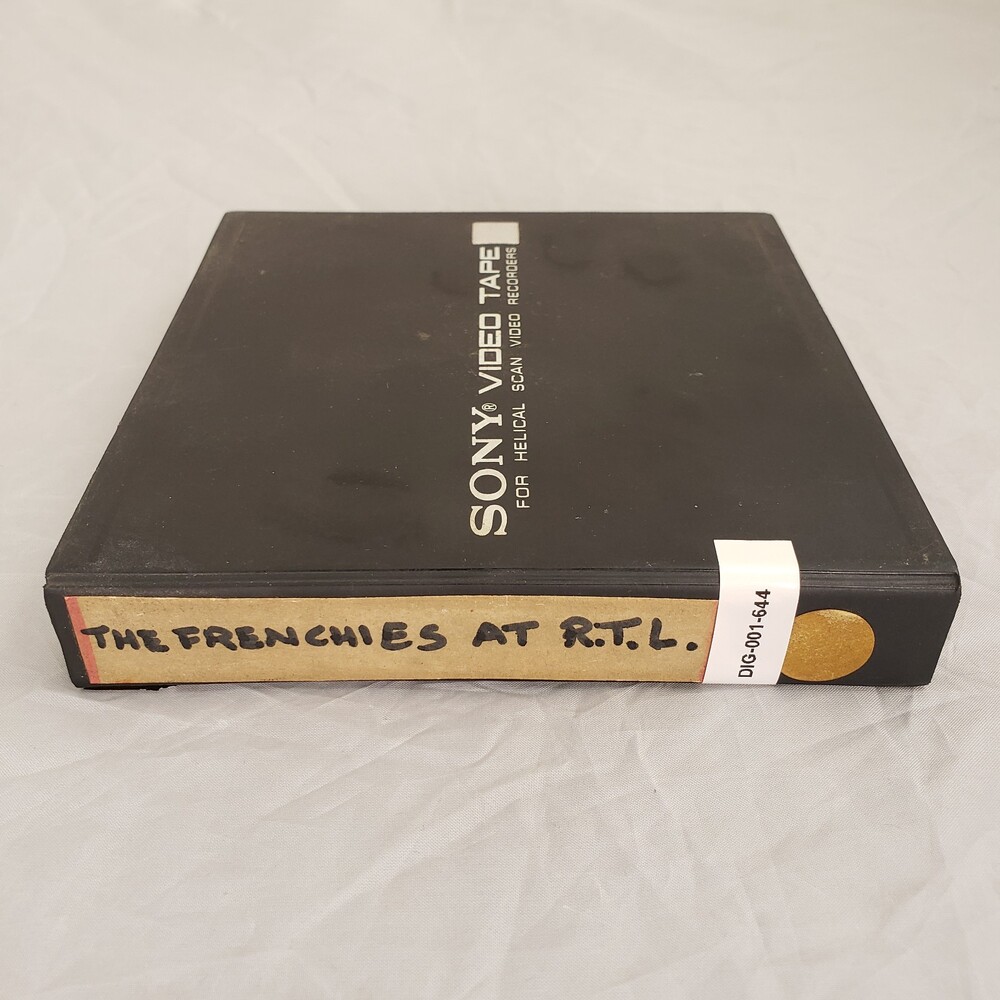 SONY® VIDEO TAPE
FOR HELICAL SCAN VIDEO RECORDERS
THE FRENCHIES AT R.T.L.
DIG-001-644